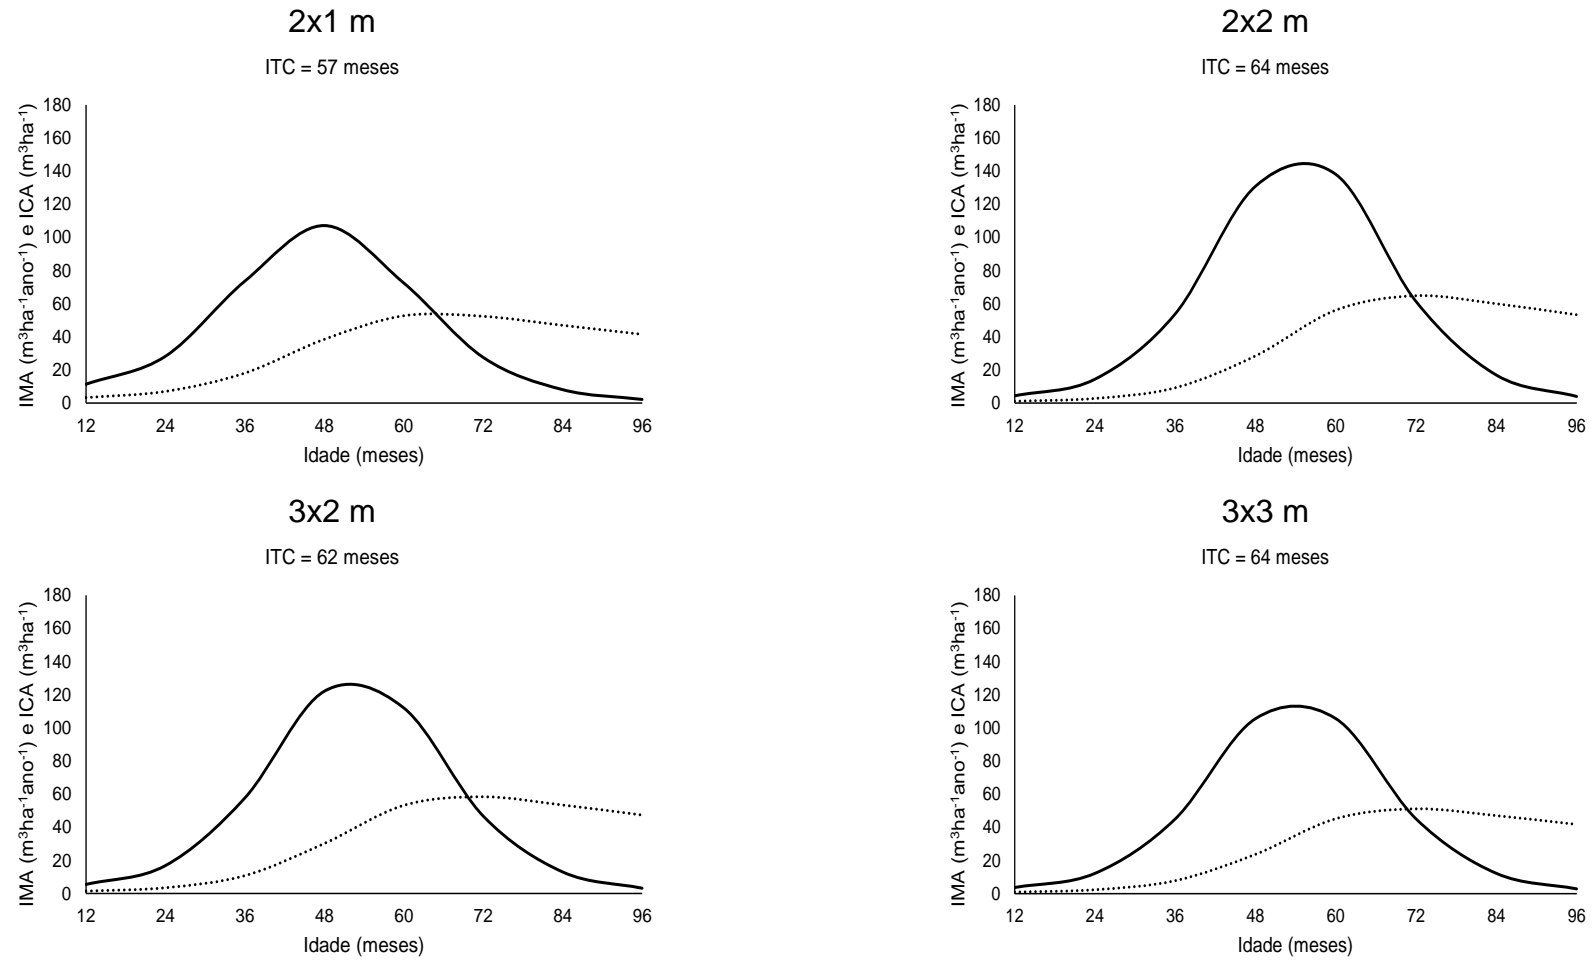 2x1 m
ITC = 57 meses
IMA (m³ha⁻¹ano⁻¹) e ICA (m³ha⁻¹)
180
160
140
120
100
80
60
40
20
0
12 24 36 48 60 72 84 96
Idade (meses)
2x2 m
ITC = 64 meses
IMA (m³ha⁻¹ano⁻¹) e ICA (m³ha⁻¹)
180
160
140
120
100
80
60
40
20
0
12 24 36 48 60 72 84 96
Idade (meses)
3x2 m
ITC = 62 meses
IMA (m³ha⁻¹ano⁻¹) e ICA (m³ha⁻¹)
180
160
140
120
100
80
60
40
20
0
12 24 36 48 60 72 84 96
Idade (meses)
3x3 m
ITC = 64 meses
IMA (m³ha⁻¹ano⁻¹) e ICA (m³ha⁻¹)
180
160
140
120
100
80
60
40
20
0
12 24 36 48 60 72 84 96
Idade (meses)